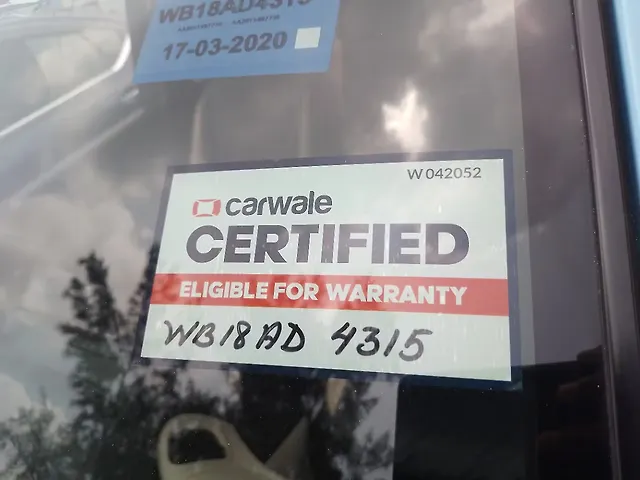 WB18AD4315
17-03-2020
W042052
carwale
CERTIFIED
ELIGIBLE FOR WARRANTY
WB18AD 4315